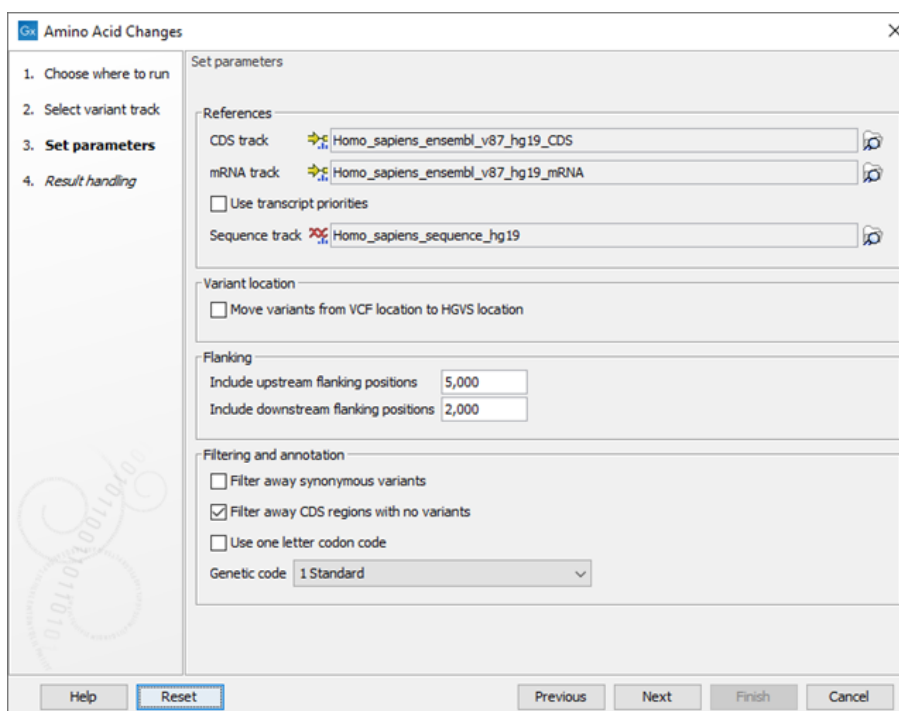 Gx Amino Acid Changes
1. Choose where to run
2. Select variant track
3. Set parameters
4. Result handling
Set parameters
References
CDS track Homo_sapiens_ensembl_v87_hg19_CDS
mRNA track Homo_sapiens_ensembl_v87_hg19_mRNA
Use transcript priorities
Sequence track Homo_sapiens_sequence_hg19
Variant location
Move variants from VCF location to HGVS location
Flanking
Include upstream flanking positions 5,000
Include downstream flanking positions 2,000
Filtering and annotation
Filter away synonymous variants
Filter away CDS regions with no variants
Use one letter codon code
Genetic code 1 Standard
Help Reset Previous Next Finish Cancel